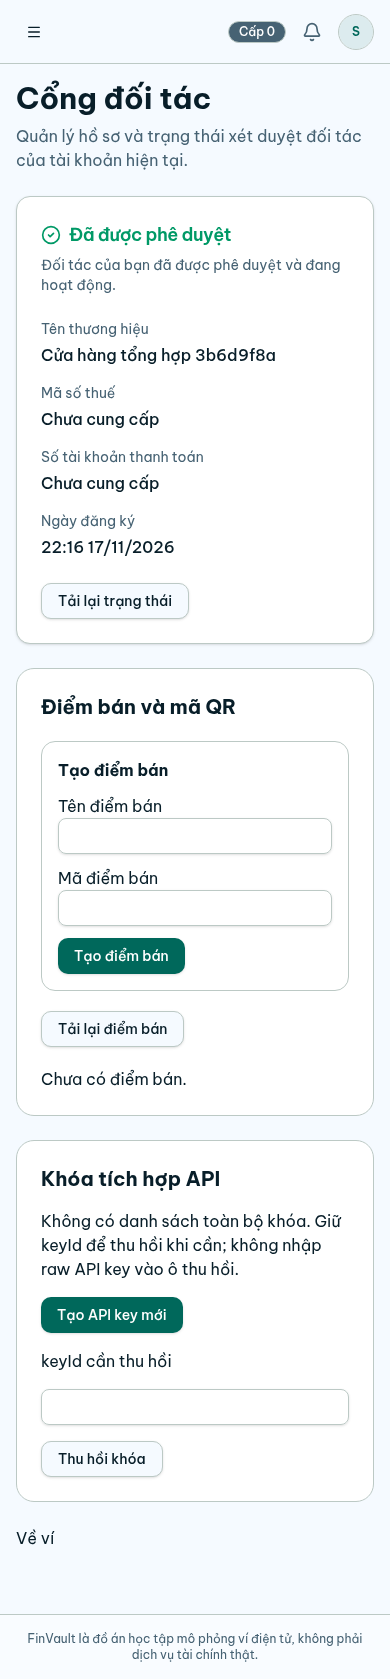 Cấp 0
S
Cổng đối tác
Quản lý hồ sơ và trạng thái xét duyệt đối tác
của tài khoản hiện tại.
Đã được phê duyệt
Đối tác của bạn đã được phê duyệt và đang
hoạt động.
Tên thương hiệu
Cửa hàng tổng hợp 3b6d9f8a
Mã số thuế
Chưa cung cấp
Số tài khoản thanh toán
Chưa cung cấp
Ngày đăng ký
22:16 17/11/2026
Tải lại trạng thái
Điểm bán và mã QR
Tạo điểm bán
Tên điểm bán
Mã điểm bán
Tạo điểm bán
Tải lại điểm bán
Chưa có điểm bán.
Khóa tích hợp API
Không có danh sách toàn bộ khóa. Giữ
keyId để thu hồi khi cần; không nhập
raw API key vào ô thu hồi.
Tạo API key mới
keyId cần thu hồi
Thu hồi khóa
Về ví
FinVault là đồ án học tập mô phỏng ví điện tử, không phải
dịch vụ tài chính thật.